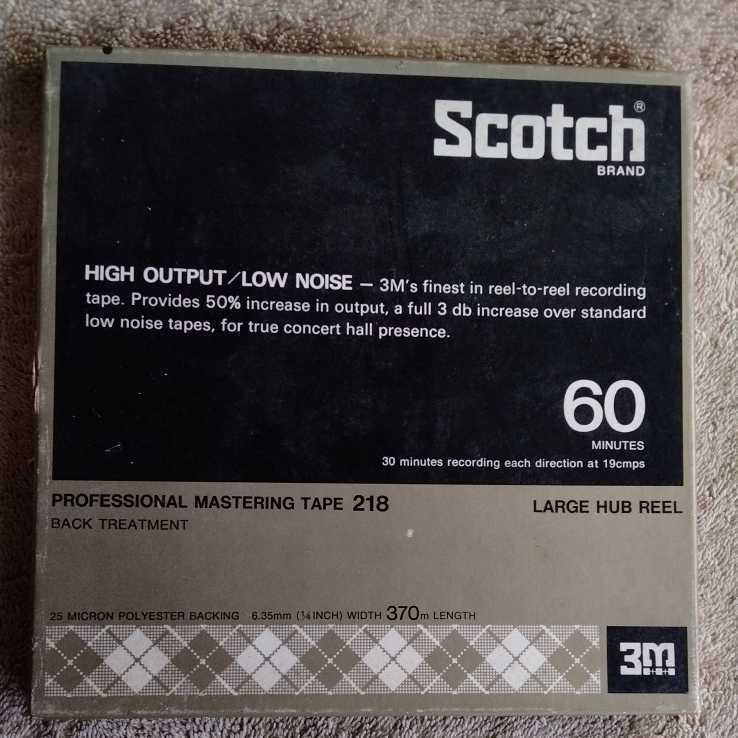 Scotch®
BRAND
HIGH OUTPUT/LOW NOISE – 3M's finest in reel-to-reel recording
tape. Provides 50% increase in output, a full 3 db increase over standard
low noise tapes, for true concert hall presence.
60
MINUTES
30 minutes recording each direction at 19cmps
PROFESSIONAL MASTERING TAPE 218
LARGE HUB REEL
BACK TREATMENT
25 MICRON POLYESTER BACKING 6.35mm (¼INCH) WIDTH 370m LENGTH
3M